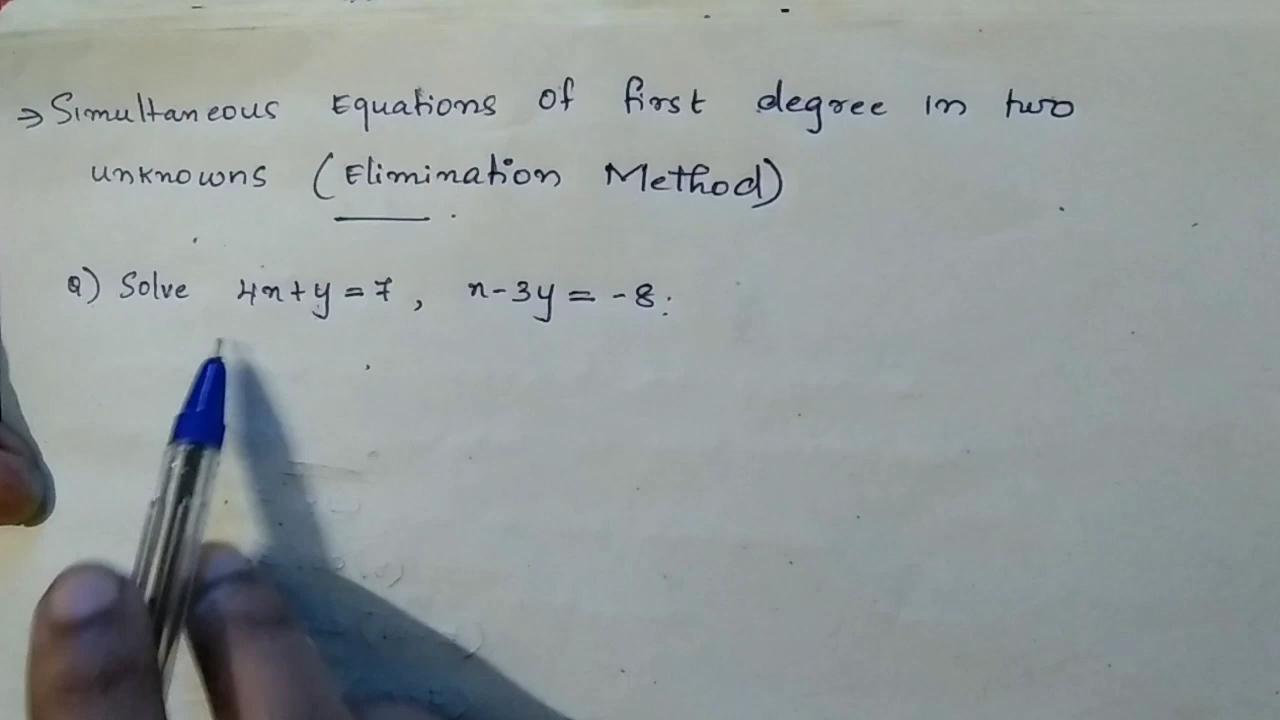 → Simultaneous Equations of first degree in two
unknowns (Elimination Method)
Q) Solve 4x+y=7, x-3y=-8.